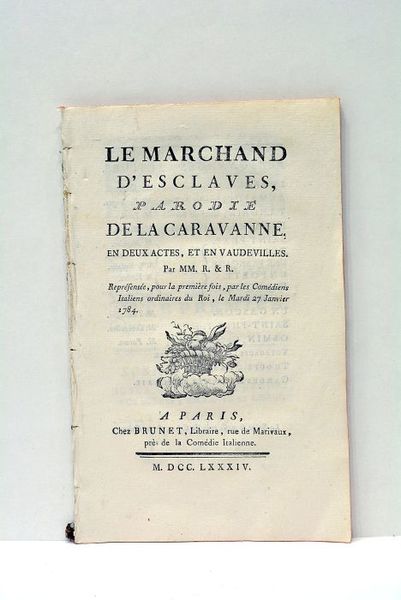 LE MARCHAND
D'ESCLAVES,
PARODIE
DE LA CARAVANNE,
EN DEUX ACTES, ET EN VAUDEVILLES.
Par MM. R. & R.
Représentée, pour la première fois, par les Comédiens
Italiens ordinaires du Roi, le Mardi 27 Janvier
1784.
A PARIS,
Chez BRUNET, Libraire, rue de Marivaux,
près de la Comédie Italienne.
M. DCC. LXXXIV.